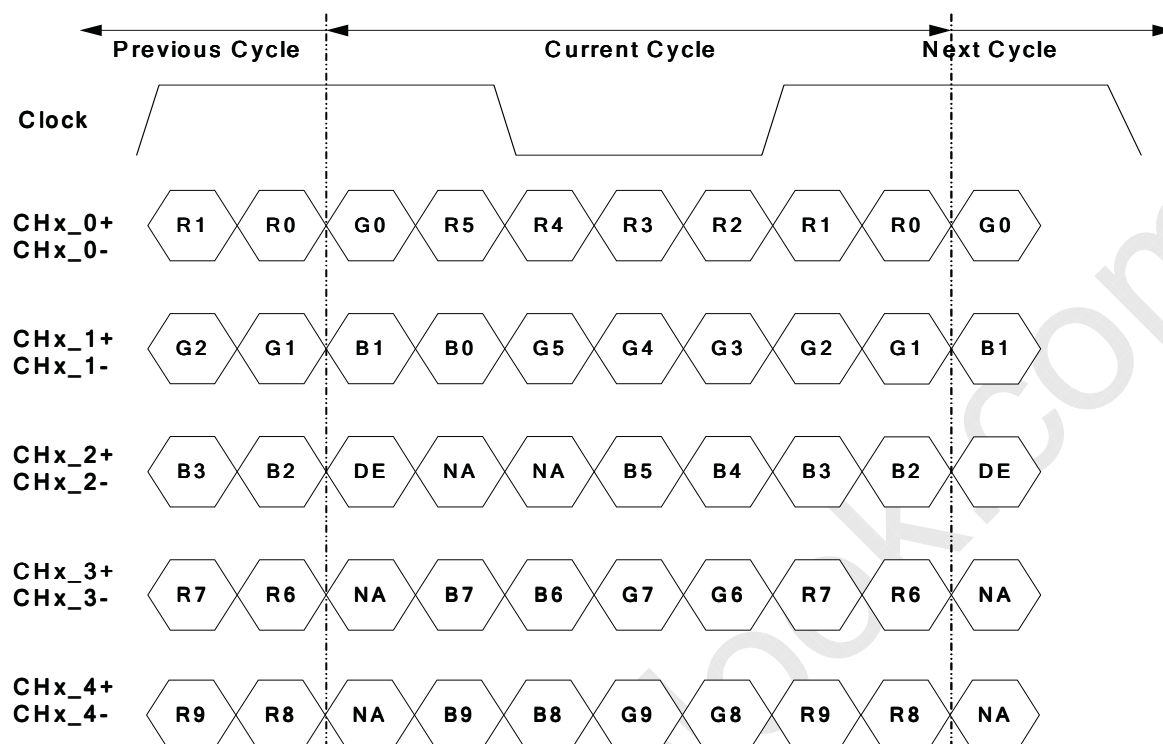 Previous Cycle Current Cycle Next Cycle
Clock
CHx_0+
CHx_0-
R1 R0 G0 R5 R4 R3 R2 R1 R0 G0
CHx_1+
CHx_1-
G2 G1 B1 B0 G5 G4 G3 G2 G1 B1
CHx_2+
CHx_2-
B3 B2 DE NA NA B5 B4 B3 B2 DE
CHx_3+
CHx_3-
R7 R6 NA B7 B6 G7 G6 R7 R6 NA
CHx_4+
CHx_4-
R9 R8 NA B9 B8 G9 G8 R9 R8 NA